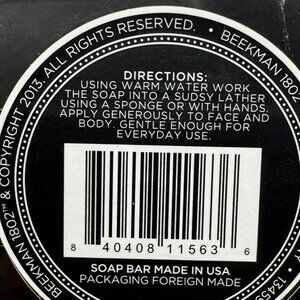 BEEKMAN 1802™ & COPYRIGHT 2013. ALL RIGHTS RESERVED. • BEEKMAN 1802
1345
DIRECTIONS:
USING WARM WATER WORK
THE SOAP INTO A SUDSY LATHER
USING A SPONGE OR WITH HANDS.
APPLY GENEROUSLY TO FACE AND
BODY. GENTLE ENOUGH FOR
EVERYDAY USE.
8 40408 11563 6
SOAP BAR MADE IN USA
PACKAGING FOREIGN MADE